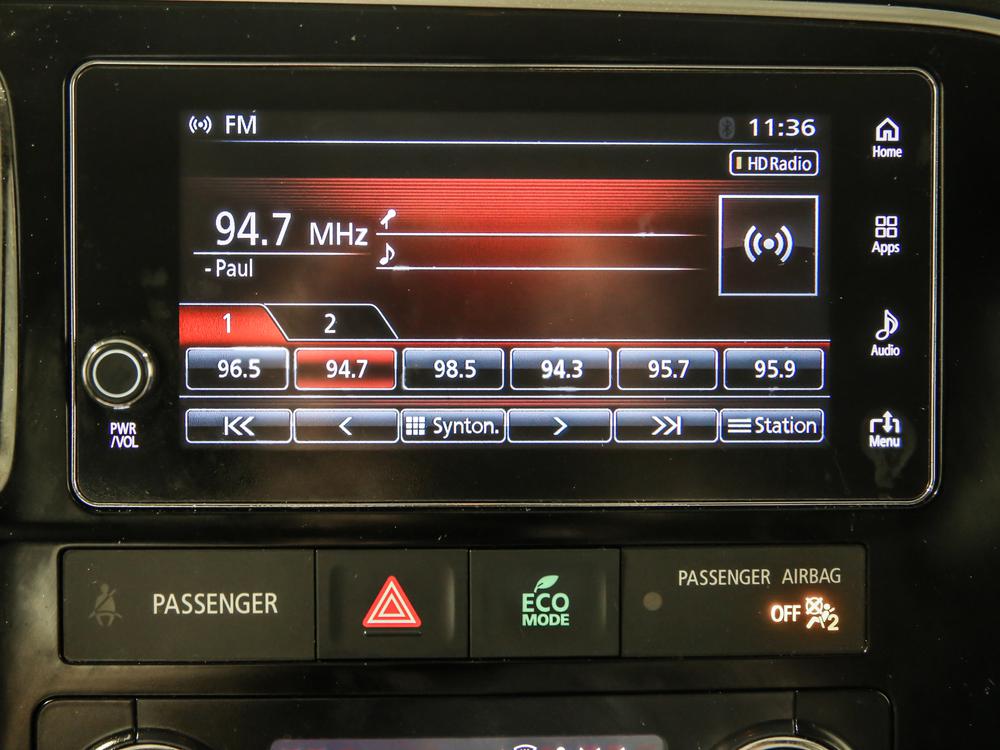 FM 11:36
HD Radio
94.7 MHz
- Paul
1 2
96.5 94.7 98.5 94.3 95.7 95.9
Synton. Station
Home
Apps
Audio
Menu
PWR
/VOL
PASSENGER
ECO
MODE
PASSENGER AIRBAG
OFF 2